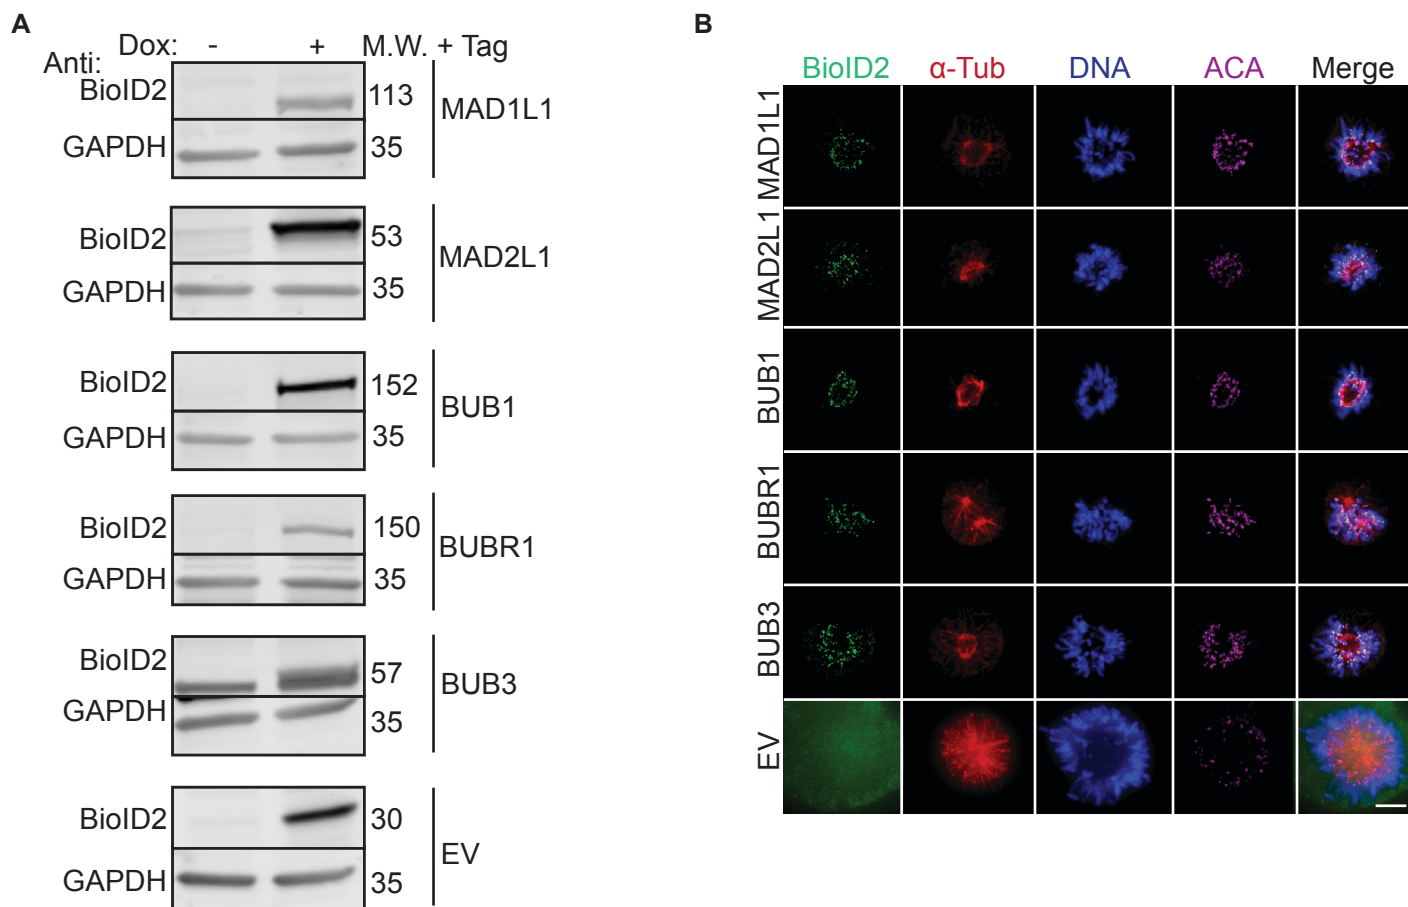 A
Dox: - + M.W. + Tag
Anti:
BioID2 113
MAD1L1
GAPDH 35
BioID2 53
MAD2L1
GAPDH 35
BioID2 152
BUB1
GAPDH 35
BioID2 150
BUBR1
GAPDH 35
BioID2 57
BUB3
GAPDH 35
BioID2 30
EV
GAPDH 35
B
BioID2 α-Tub DNA ACA Merge
MAD1L1
MAD2L1
BUB1
BUBR1
BUB3
EV